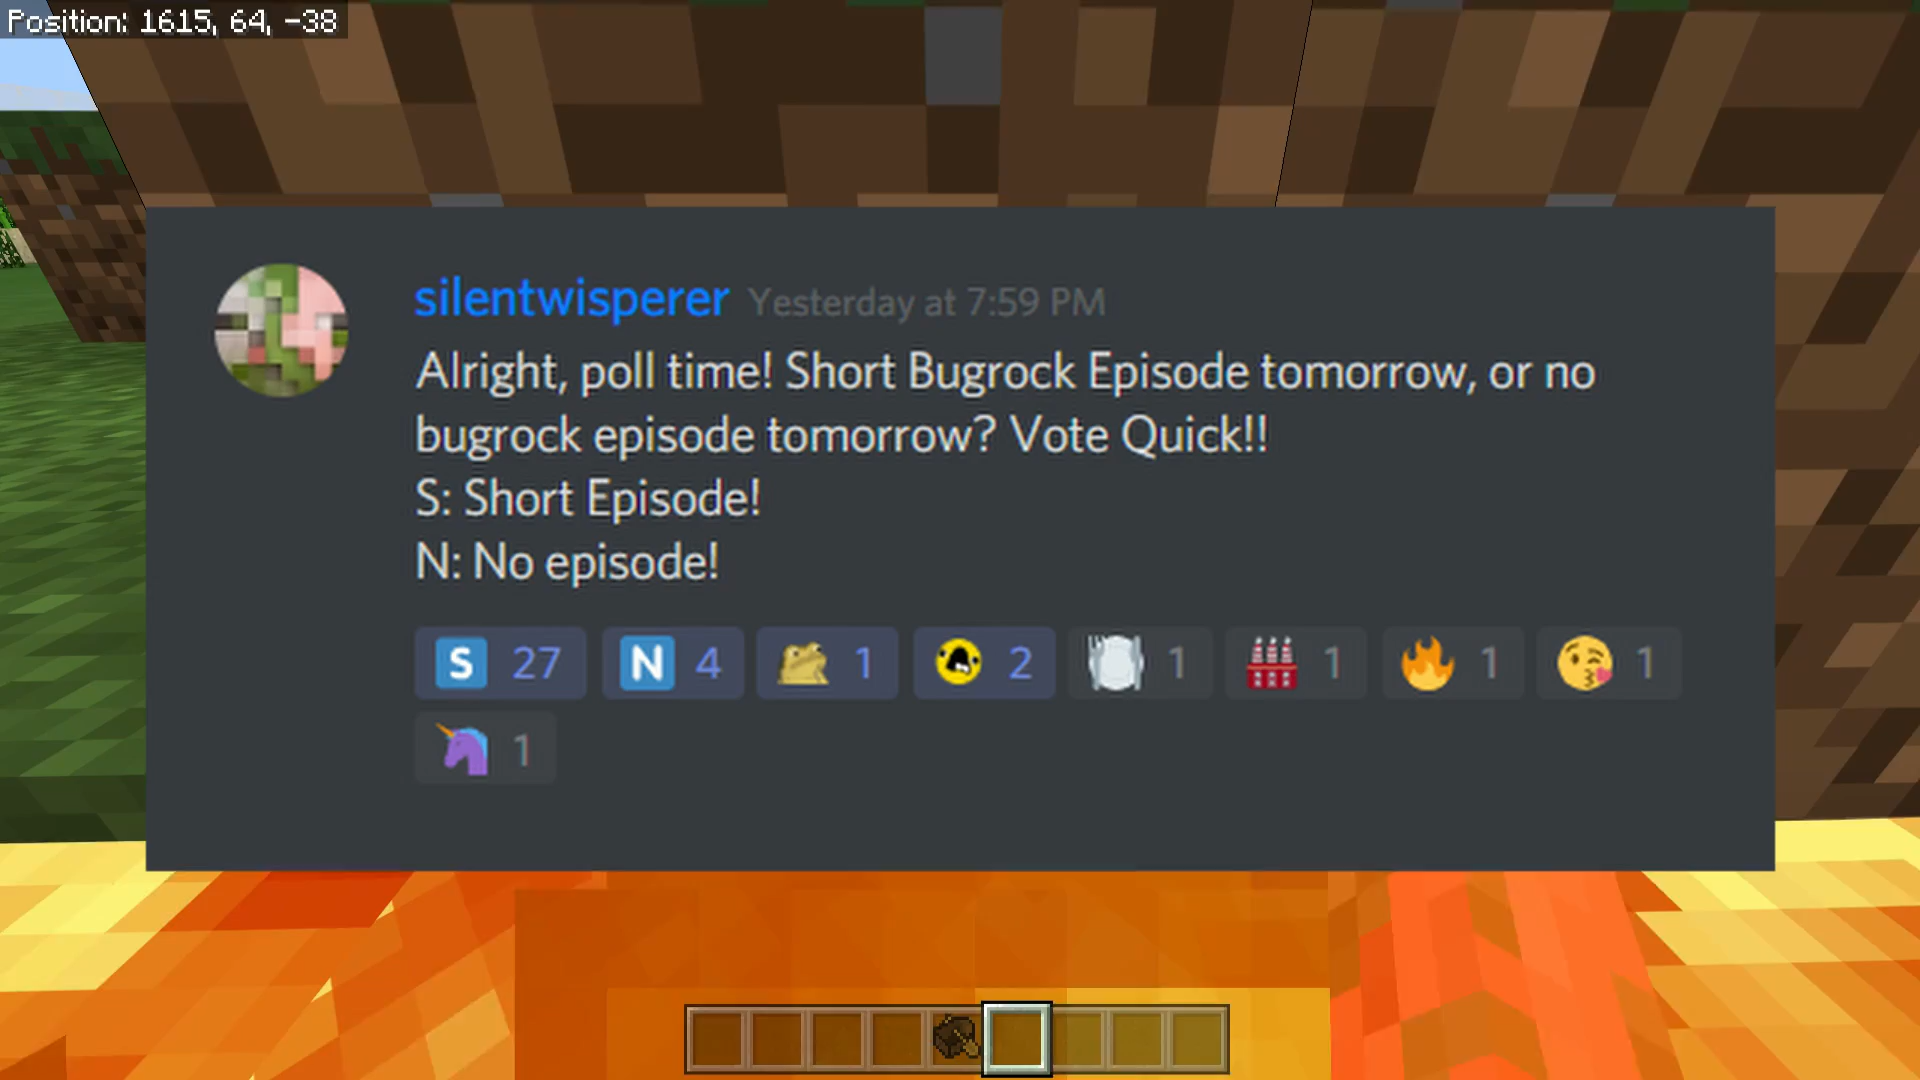 Position: 1615, 64, -38
silentwisperer Yesterday at 7:59 PM
Alright, poll time! Short Bugrock Episode tomorrow, or no
bugrock episode tomorrow? Vote Quick!!
S: Short Episode!
N: No episode!
S 27 N 4 1 2 1 1 1 1
1